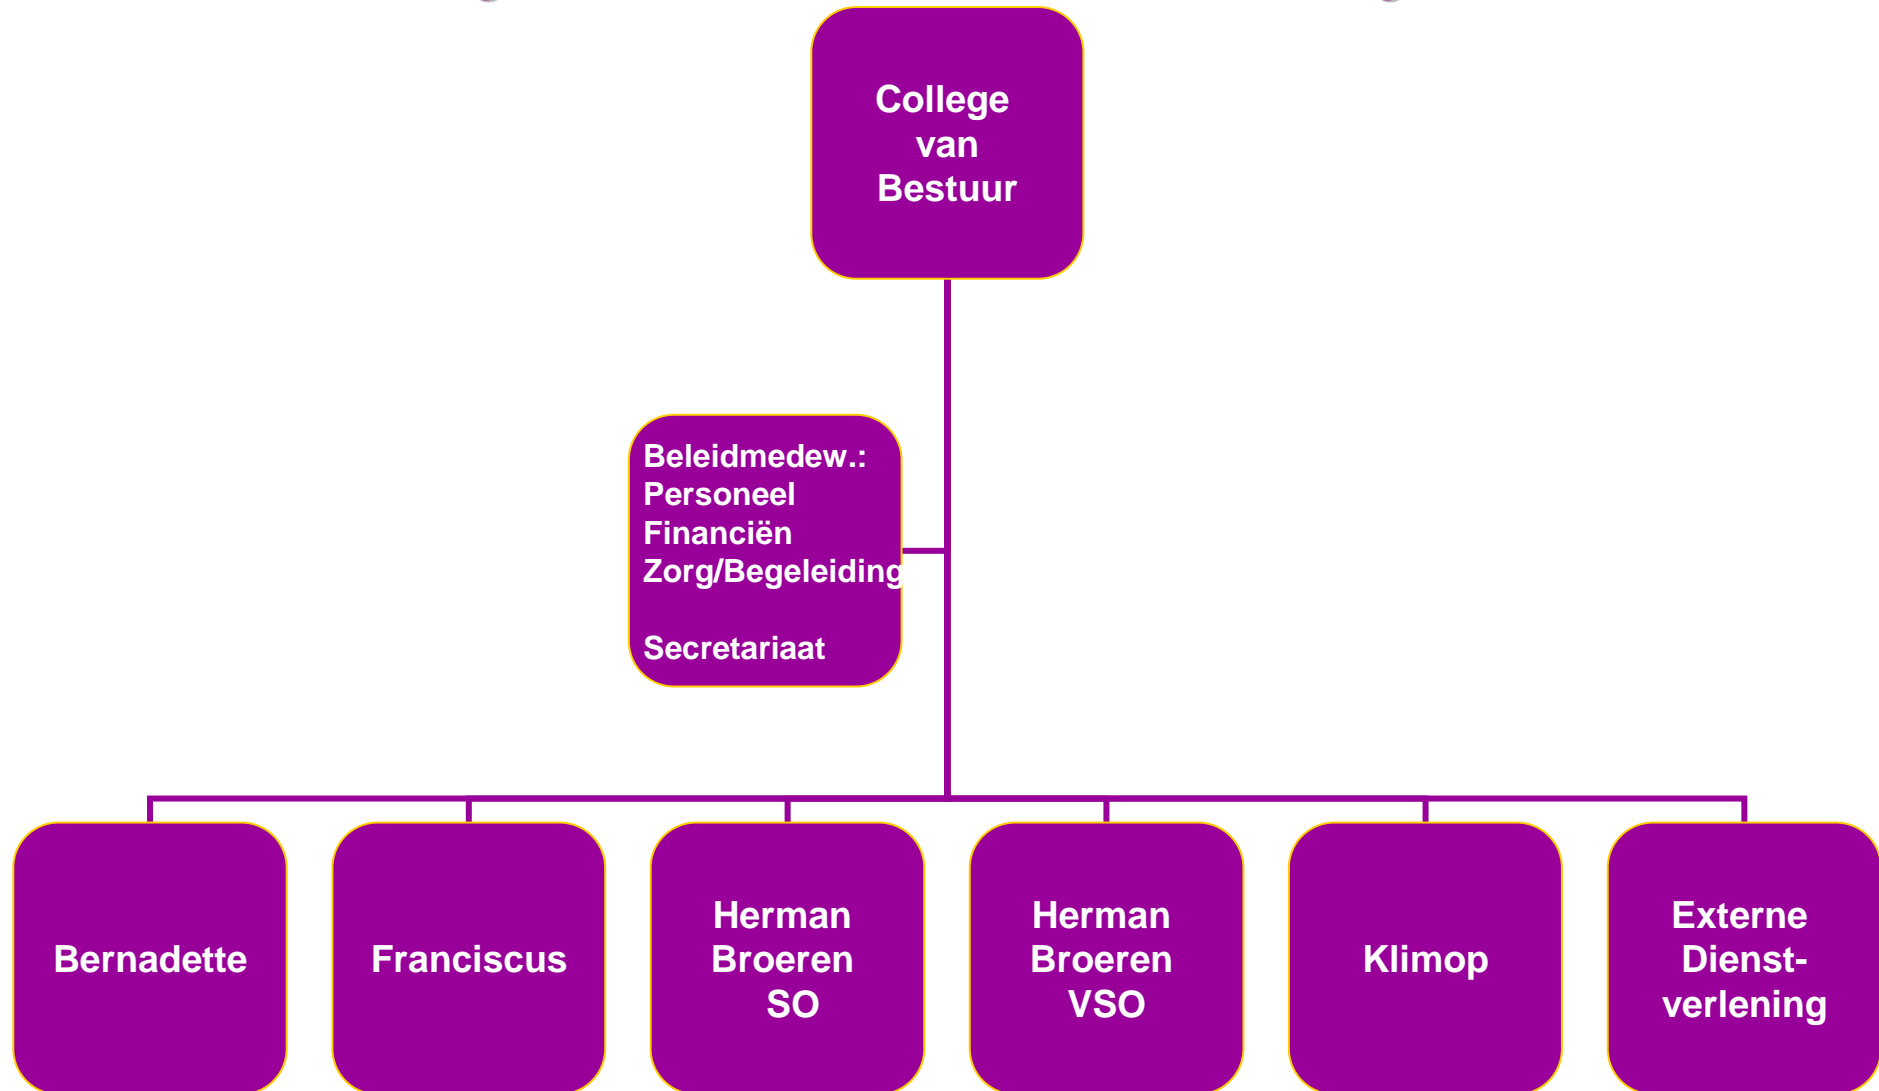 College
van
Bestuur
Beleidmedew.:
Personeel
Financiën
Zorg/Begeleiding
Secretariaat
Bernadette
Franciscus
Herman
Broeren
SO
Herman
Broeren
VSO
Klimop
Externe
Dienst-
verlening